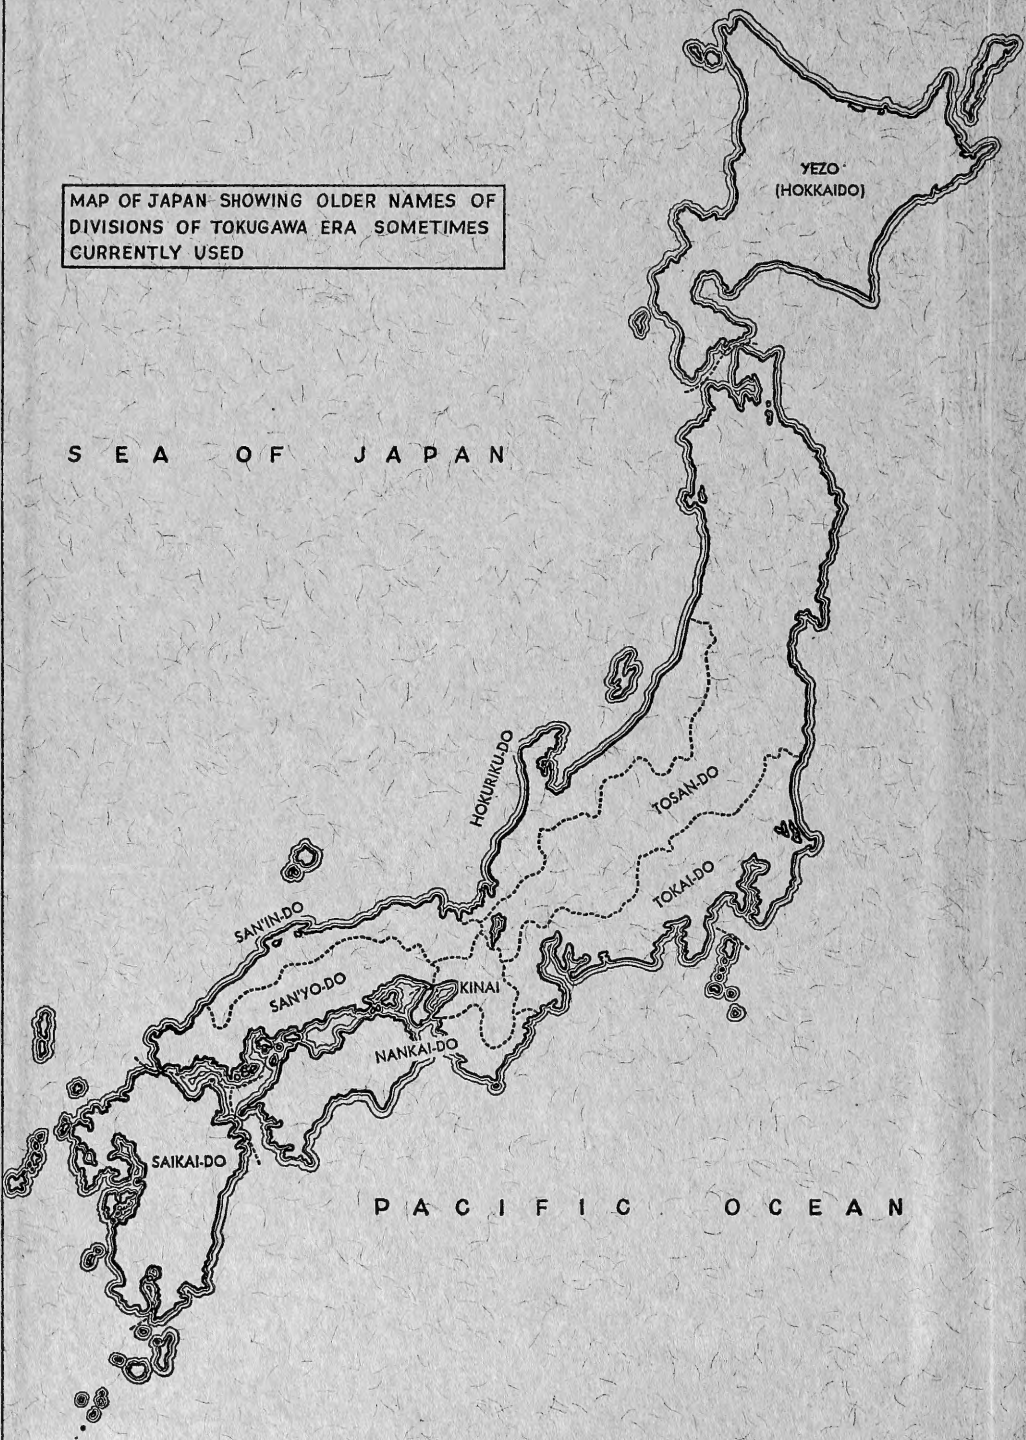 YEZO
(HOKKAIDO)
MAP OF JAPAN SHOWING OLDER NAMES OF
DIVISIONS OF TOKUGAWA ERA SOMETIMES
CURRENTLY USED
SEA OF JAPAN
HOKURIKU-DO
TOSAN-DO
TOKAI-DO
SAN'IN-DO
SAN'YO-DO
KINAI
NANKAI-DO
SAIKAI-DO
PACIFIC OCEAN